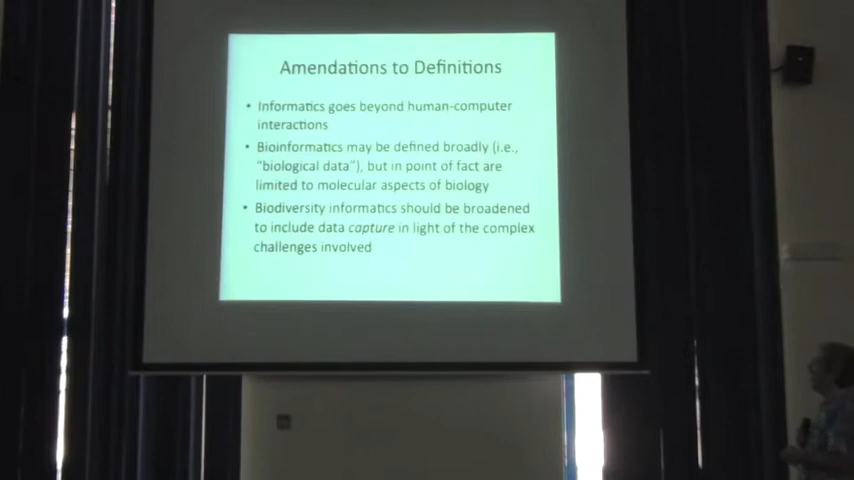 Amendations to Definitions
• Informatics goes beyond human-computer
interactions
• Bioinformatics may be defined broadly (i.e.,
“biological data”), but in point of fact are
limited to molecular aspects of biology
• Biodiversity informatics should be broadened
to include data capture in light of the complex
challenges involved